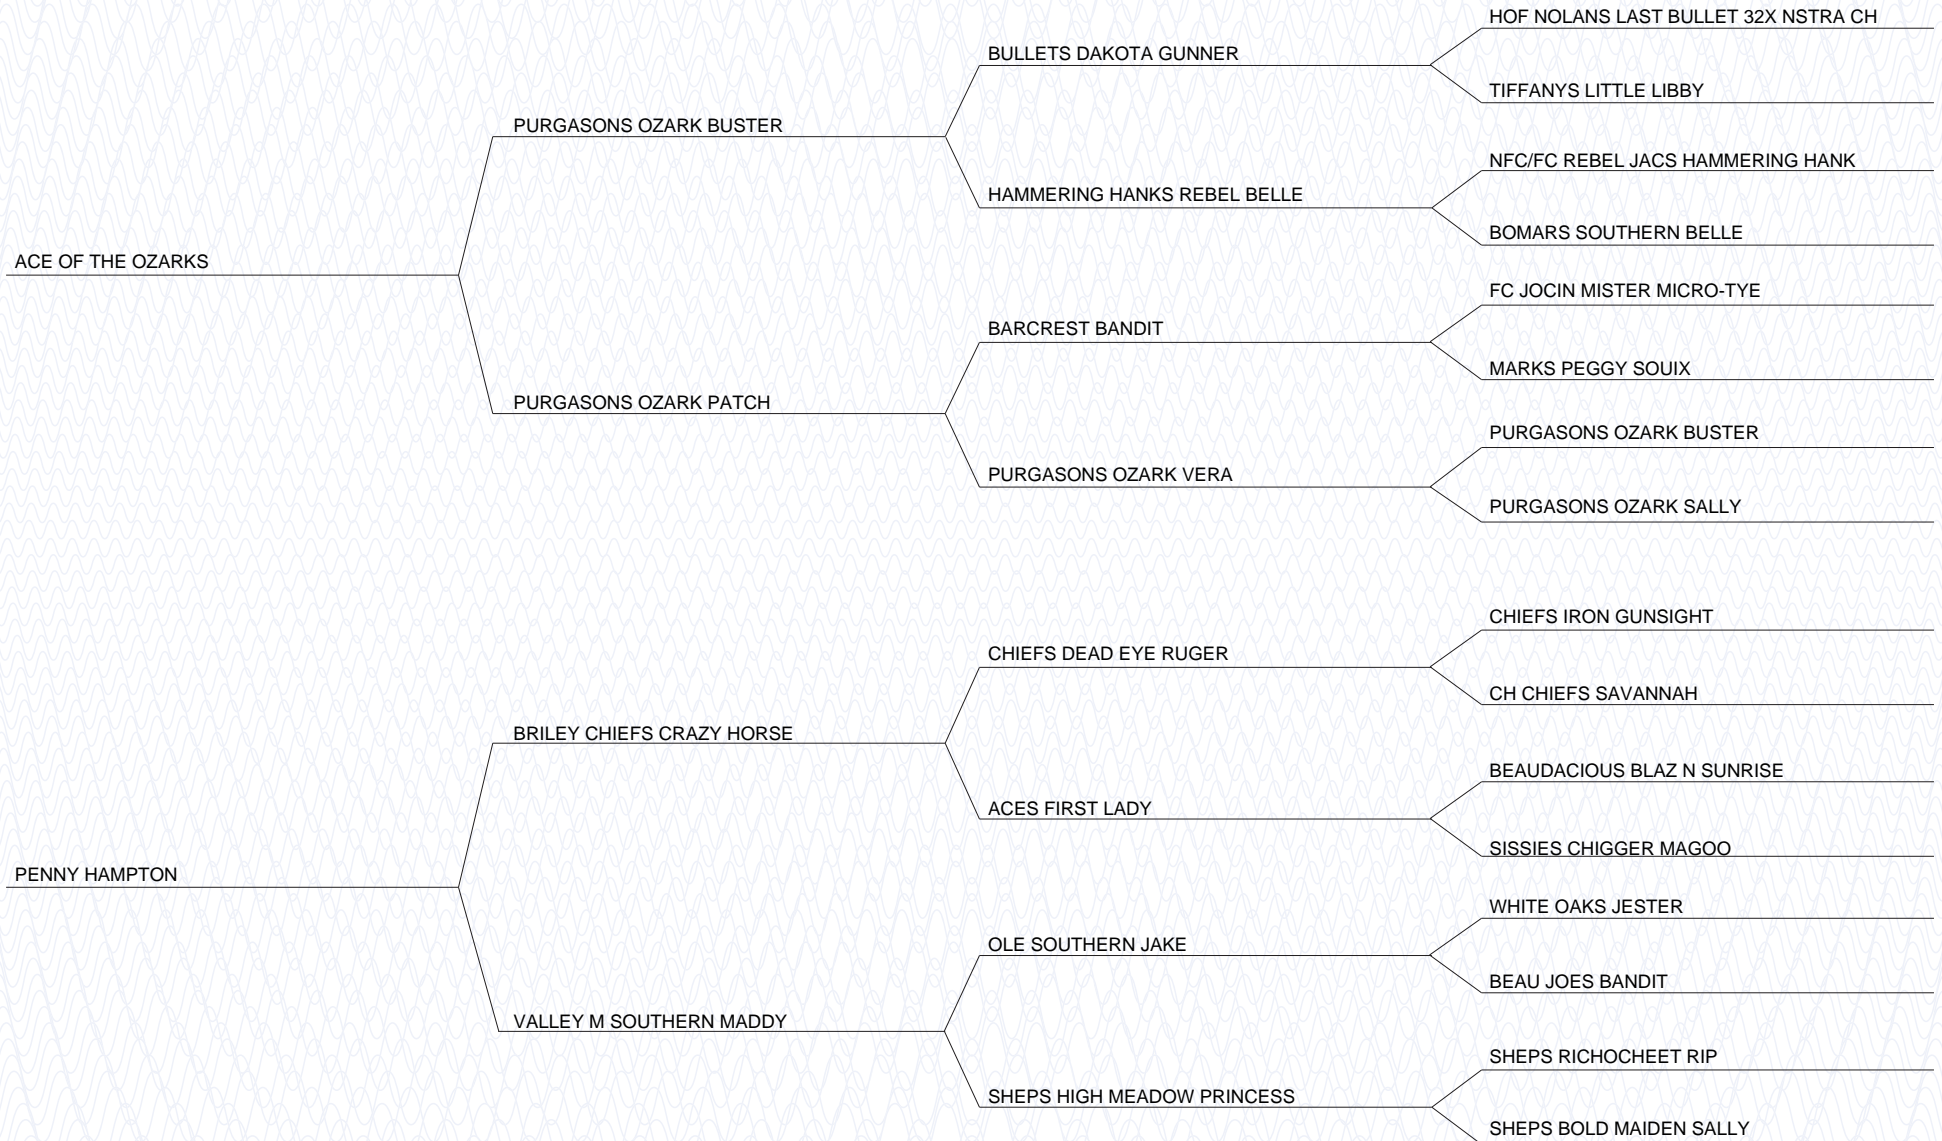 HOF NOLANS LAST BULLET 32X NSTRA CH
BULLETS DAKOTA GUNNER
TIFFANYS LITTLE LIBBY
PURGASONS OZARK BUSTER
NFC/FC REBEL JACS HAMMERING HANK
HAMMERING HANKS REBEL BELLE
BOMARS SOUTHERN BELLE
ACE OF THE OZARKS
FC JOCIN MISTER MICRO-TYE
BARCREST BANDIT
MARKS PEGGY SOUIX
PURGASONS OZARK PATCH
PURGASONS OZARK BUSTER
PURGASONS OZARK VERA
PURGASONS OZARK SALLY
CHIEFS IRON GUNSIGHT
CHIEFS DEAD EYE RUGER
CH CHIEFS SAVANNAH
BRILEY CHIEFS CRAZY HORSE
BEAUDACIOUS BLAZ N SUNRISE
ACES FIRST LADY
SISSIES CHIGGER MAGOO
PENNY HAMPTON
WHITE OAKS JESTER
OLE SOUTHERN JAKE
BEAU JOES BANDIT
VALLEY M SOUTHERN MADDY
SHEPS RICHOCHEET RIP
SHEPS HIGH MEADOW PRINCESS
SHEPS BOLD MAIDEN SALLY